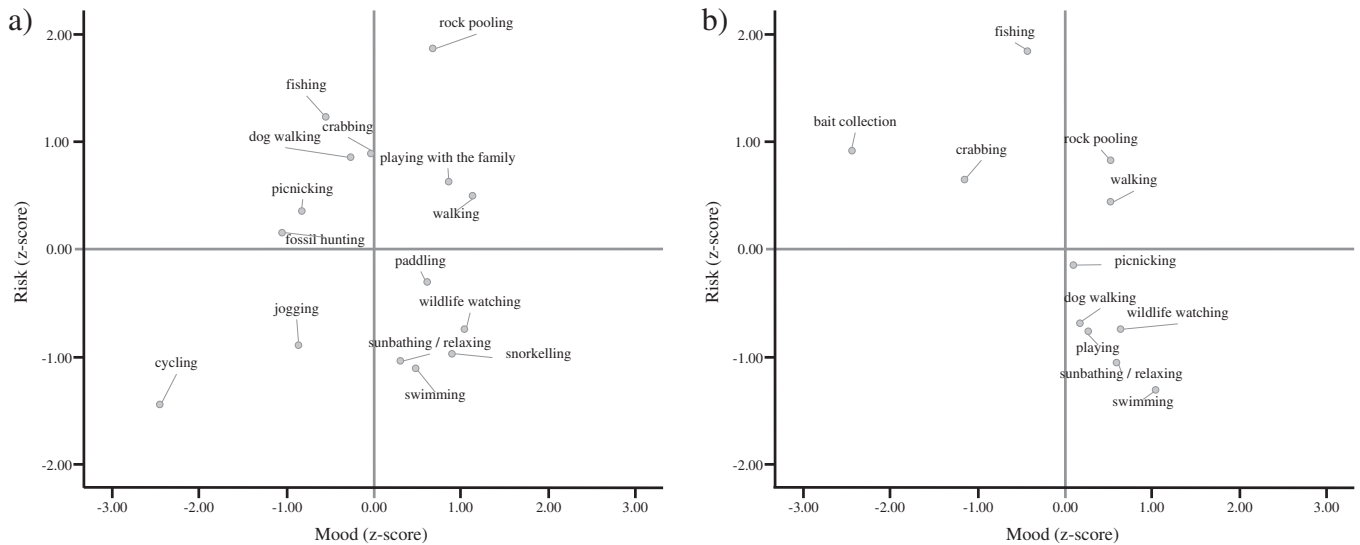 a)
rock pooling
2.00
fishing
crabbing
dog walking
1.00
playing with the family
picnicking
walking
fossil hunting
0.00
paddling
wildlife watching
jogging
sunbathing / relaxing
snorkelling
-1.00
cycling
swimming
-2.00
-3.00 -2.00 -1.00 0.00 1.00 2.00 3.00
Mood (z-score)
Risk (z-score)
b)
fishing
2.00
bait collection
rock pooling
1.00
crabbing
walking
0.00
picnicking
dog walking
wildlife watching
playing
-1.00
sunbathing / relaxing
swimming
-2.00
-3.00 -2.00 -1.00 0.00 1.00 2.00 3.00
Mood (z-score)
Risk (z-score)